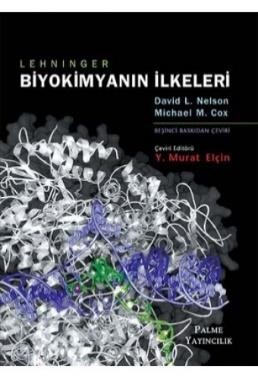 LEHNINGER
BİYOKİMYANIN İLKELERİ
David L. Nelson
Michael M. Cox
BEŞİNCİ BASKIDAN ÇEVİRİ
Çeviri Editörü
Y. Murat Elçin
PALME
YAYINCILIK